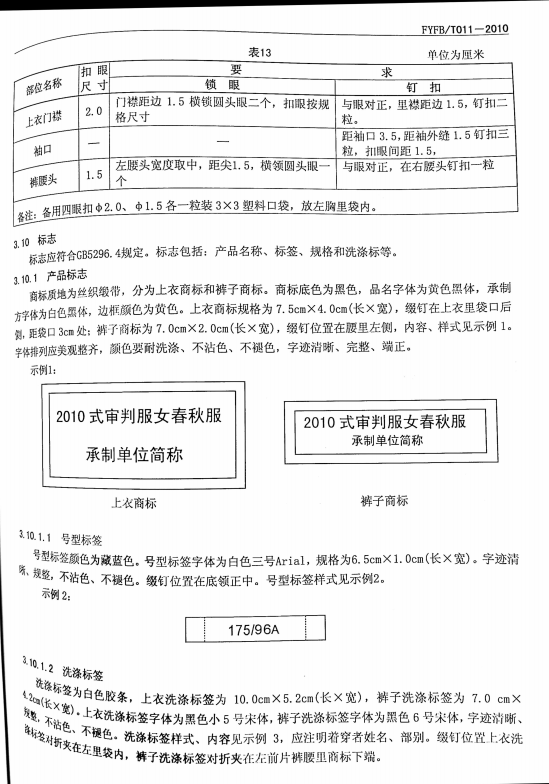 FYFB/T011—2010
表13
单位为厘米
部位名称 扣眼尺寸 要求
锁眼 钉扣
上衣门襟 2.0 门襟距边 1.5 横锁圆头眼二个，扣眼按规格尺寸 与眼对正，里襟距边 1.5，钉扣二粒。
袖口 — — 距袖口 3.5，距袖外缝 1.5 钉扣三粒，扣眼间距 1.5，
裤腰头 1.5 左腰头宽度取中，距尖1.5，横领圆头眼一个 与眼对正，在右腰头钉扣一粒
备注：备用四眼扣φ2.0、φ1.5 各一粒装 3×3 塑料口袋，放左胸里袋内。
3.10 标志
标志应符合GB5296.4规定。标志包括：产品名称、标签、规格和洗涤标等。
3.10.1 产品标志
商标质地为丝织缎带，分为上衣商标和裤子商标。商标底色为黑色，品名字体为黄色黑体，承制
方字体为白色黑体，边框颜色为黄色。上衣商标规格为 7.5cm×4.0cm(长×宽)，缀钉在上衣里袋口后
侧，距袋口 3cm 处；裤子商标为 7.0cm×2.0cm(长×宽)，缀钉位置在腰里左侧，内容、样式见示例 1。
字体排列应美观整齐，颜色要耐洗涤、不沾色、不褪色，字迹清晰、完整、端正。
示例1：
2010 式审判服女春秋服
承制单位简称
2010 式审判服女春秋服
承制单位简称
上衣商标
裤子商标
3.10.1.1 号型标签
号型标签颜色为藏蓝色。号型标签字体为白色三号Arial，规格为6.5cm×1.0cm(长×宽)。字迹清
晰、规整，不沾色、不褪色。缀钉位置在底领正中。号型标签样式见示例2。
示例 2：
175/96A
3.10.1.2 洗涤标签
洗涤标签为白色胶条，上衣洗涤标签为 10.0cm×5.2cm(长×宽)，裤子洗涤标签为 7.0 cm×
4.2cm(长×宽)。上衣洗涤标签字体为黑色小 5 号宋体，裤子洗涤标签字体为黑色 6 号宋体，字迹清晰、
规整，不沾色、不褪色。洗涤标签样式、内容见示例 3，应注明着穿者姓名、部别。缀钉位置上衣洗
涤标签对折夹在左里袋内，裤子洗涤标签对折夹在左前片裤腰里商标下端。